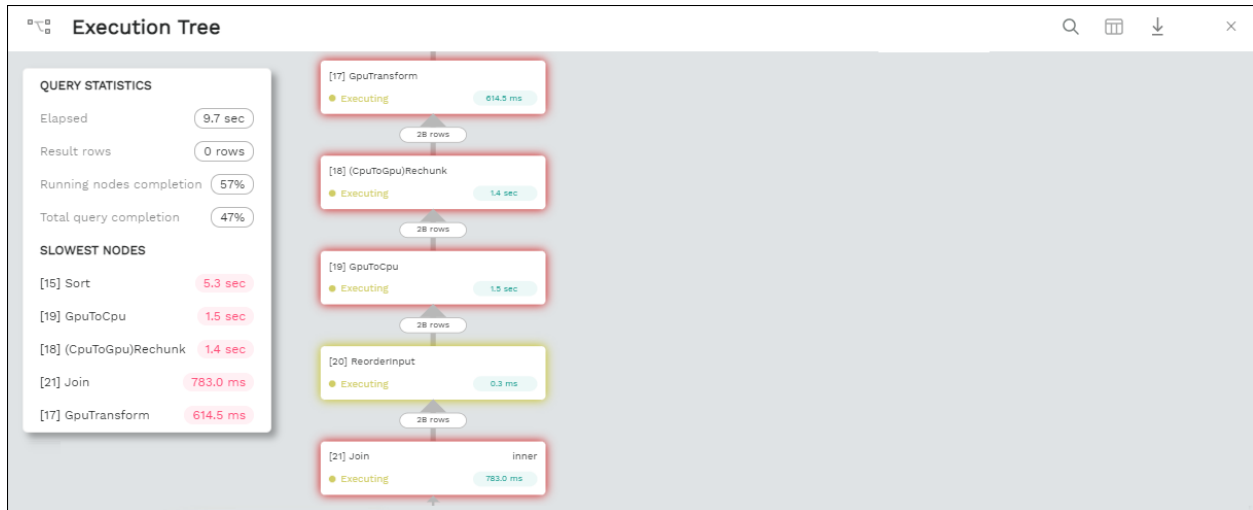 Execution Tree
QUERY STATISTICS
Elapsed 9.7 sec
Result rows 0 rows
Running nodes completion 57%
Total query completion 47%
SLOWEST NODES
[15] Sort 5.3 sec
[19] GpuToCpu 1.5 sec
[18] (CpuToGpu)Rechunk 1.4 sec
[21] Join 783.0 ms
[17] GpuTransform 614.5 ms
[17] GpuTransform
Executing 614.5 ms
2B rows
[18] (CpuToGpu)Rechunk
Executing 1.4 sec
2B rows
[19] GpuToCpu
Executing 1.5 sec
2B rows
[20] ReorderInput
Executing 0.3 ms
2B rows
[21] Join inner
Executing 783.0 ms